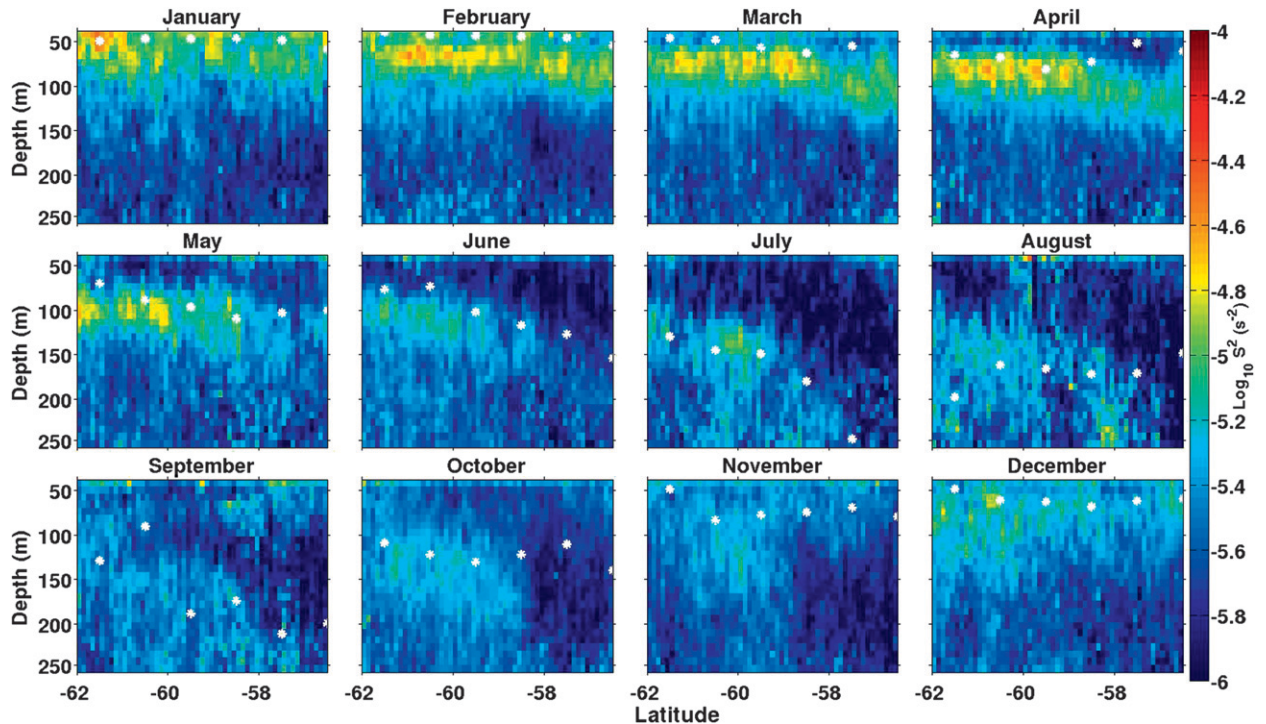 January February March April
50
100
150
200
250
Depth (m)
May June July August
50
100
150
200
250
Depth (m)
September October November December
50
100
150
200
250
Depth (m)
-62 -60 -58 -62 -60 -58 -62 -60 -58 -62 -60 -58
Latitude
-4
-4.2
-4.4
-4.6
-4.8
-5
-5.2
-5.4
-5.6
-5.8
-6
Log10 S2 (s-2)